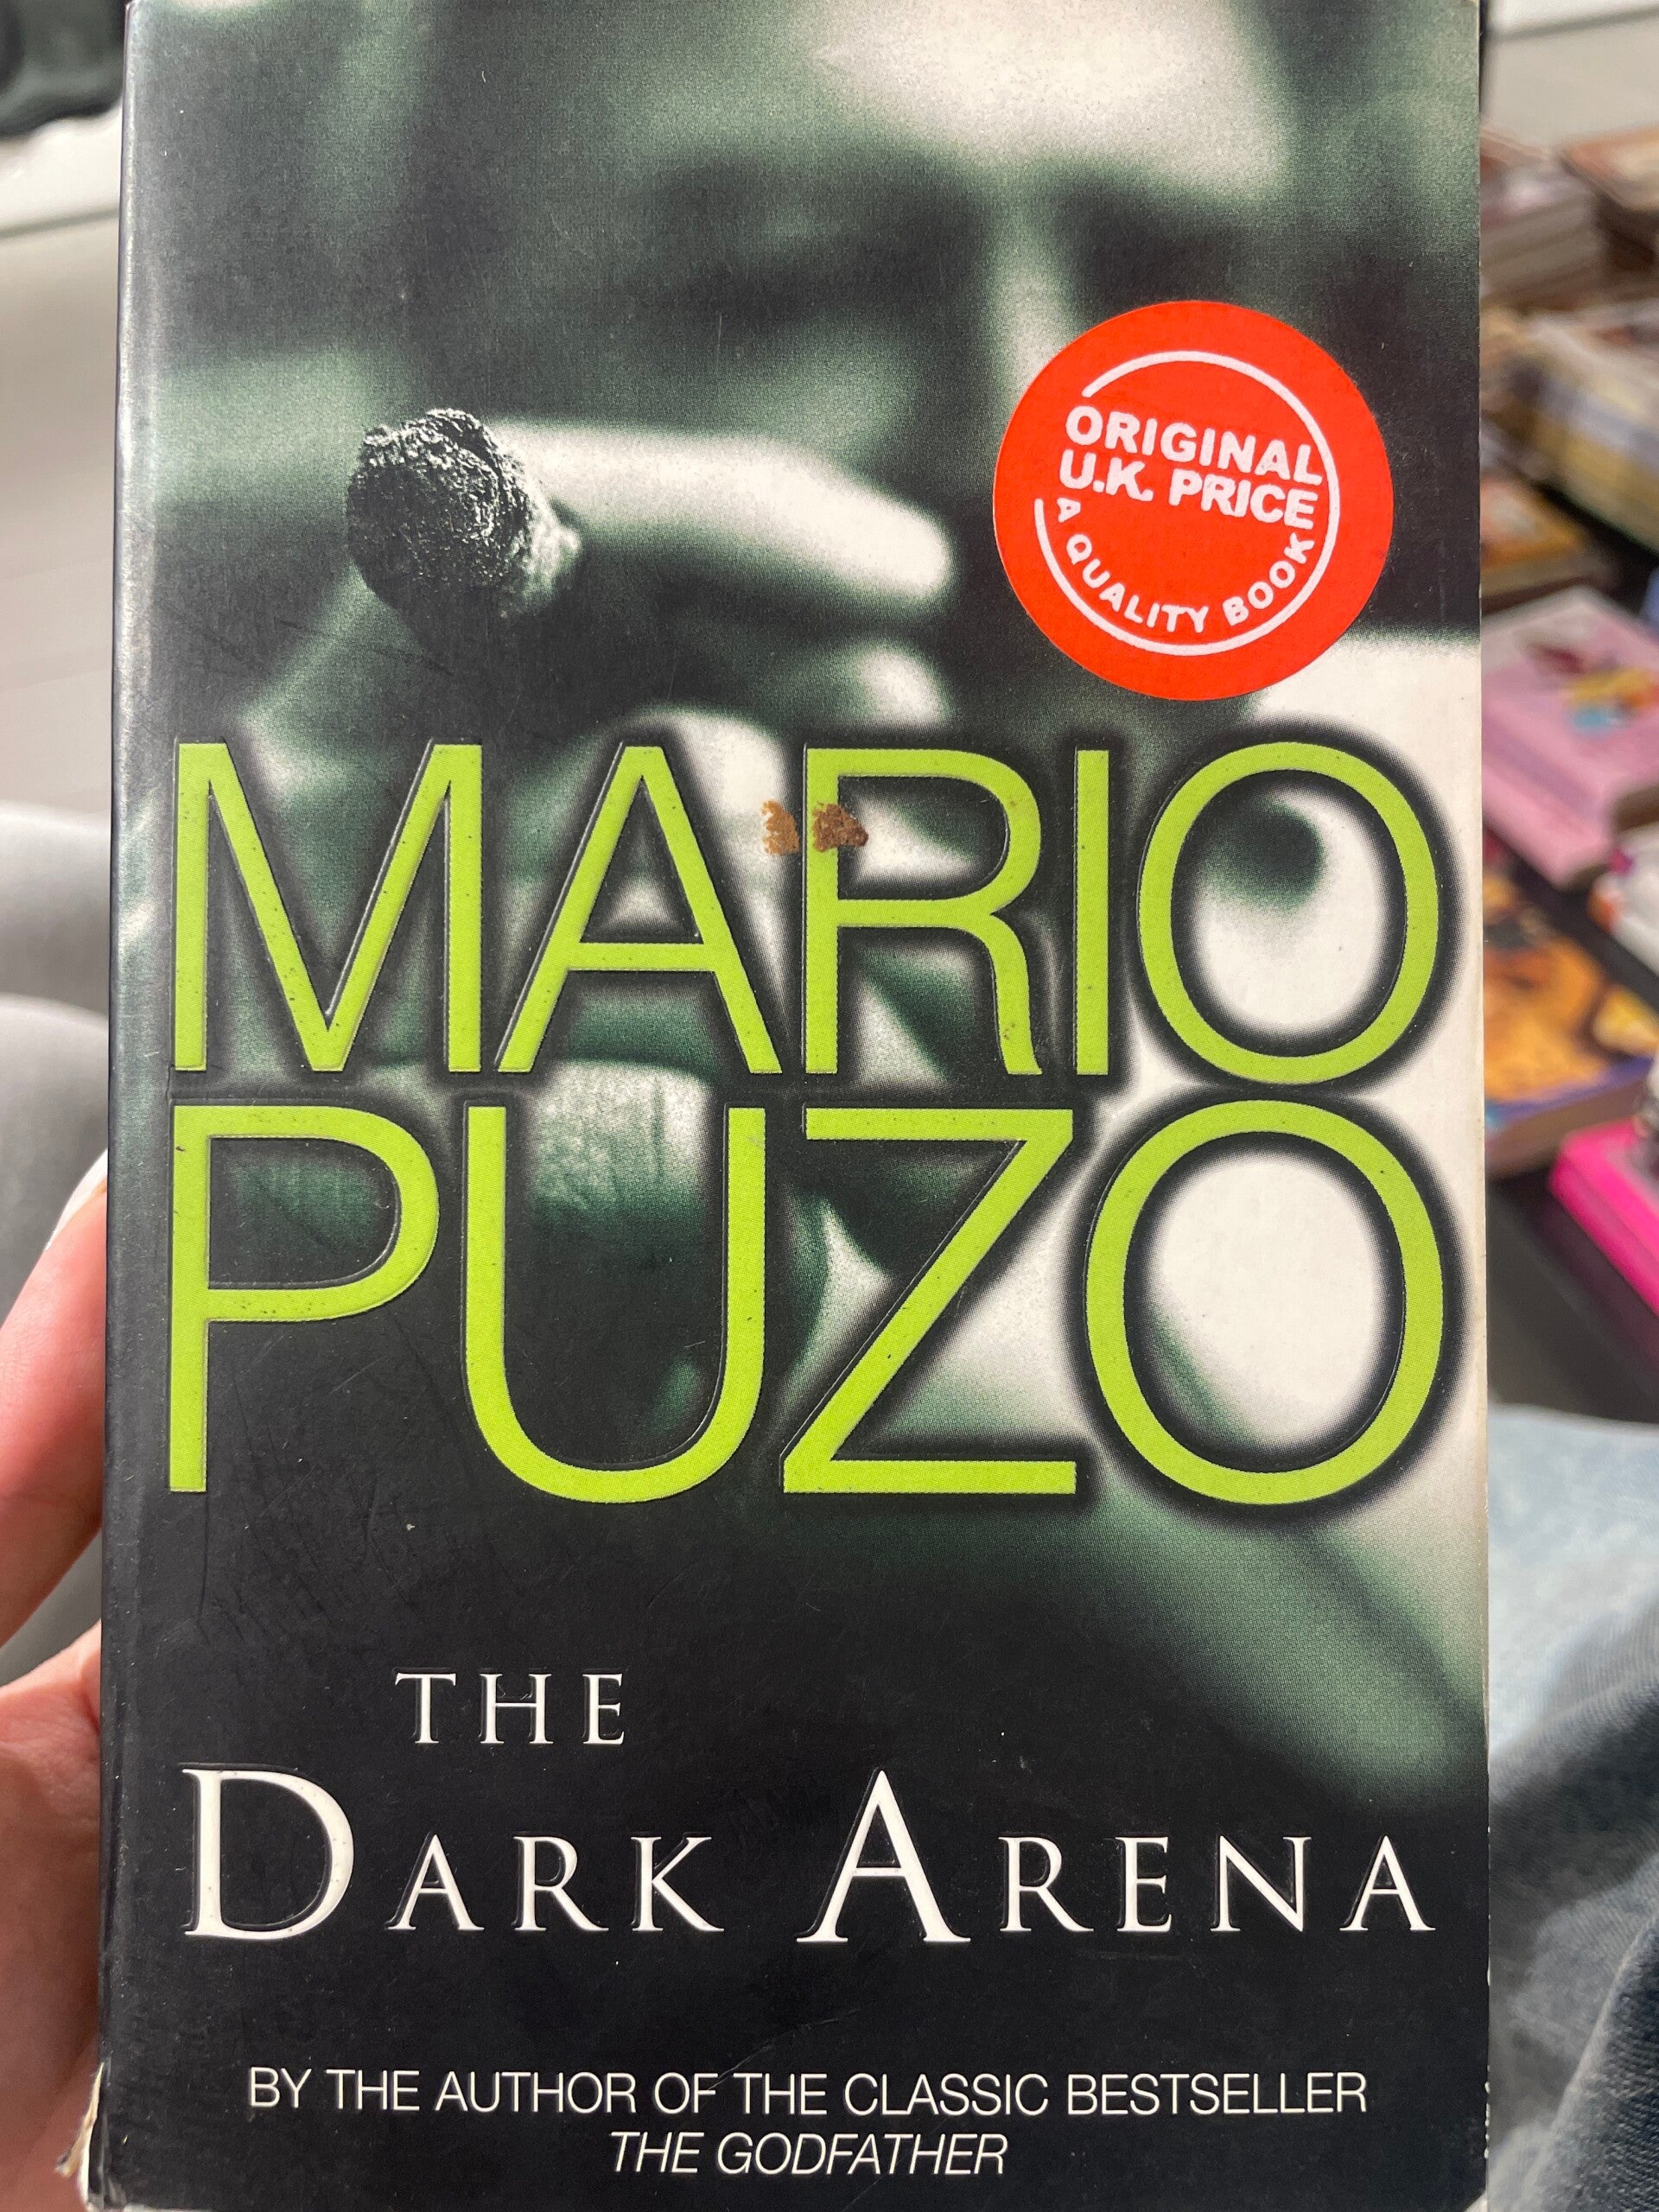 ORIGINAL
U.K. PRICE
A QUALITY BOOK
MARIO
PUZO
THE
DARK ARENA
BY THE AUTHOR OF THE CLASSIC BESTSELLER
THE GODFATHER